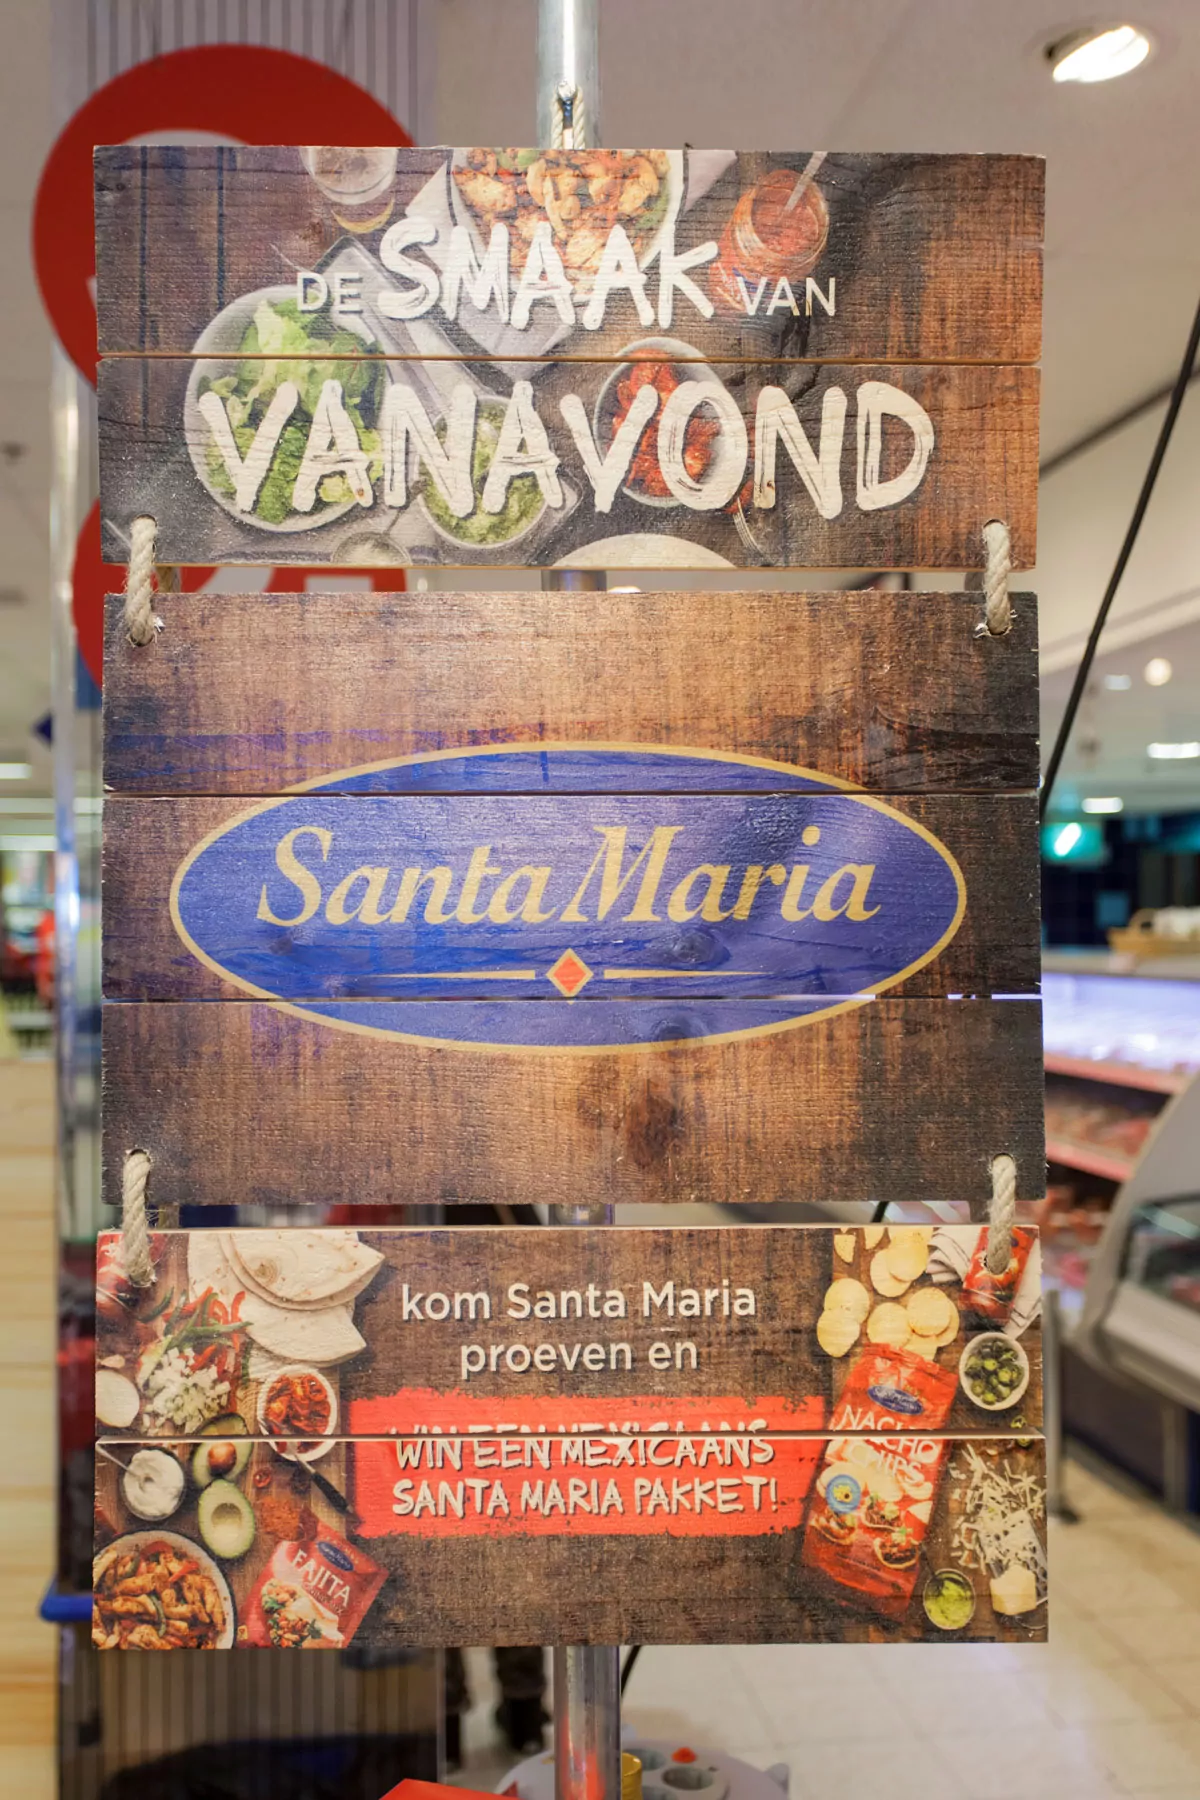 DE SMAAK VAN
VANAVOND
Santa Maria
kom Santa Maria
proeven en
WIN EEN MEXICAANS
SANTA MARIA PAKKET!
NACHO
CHIPS
FAJITA